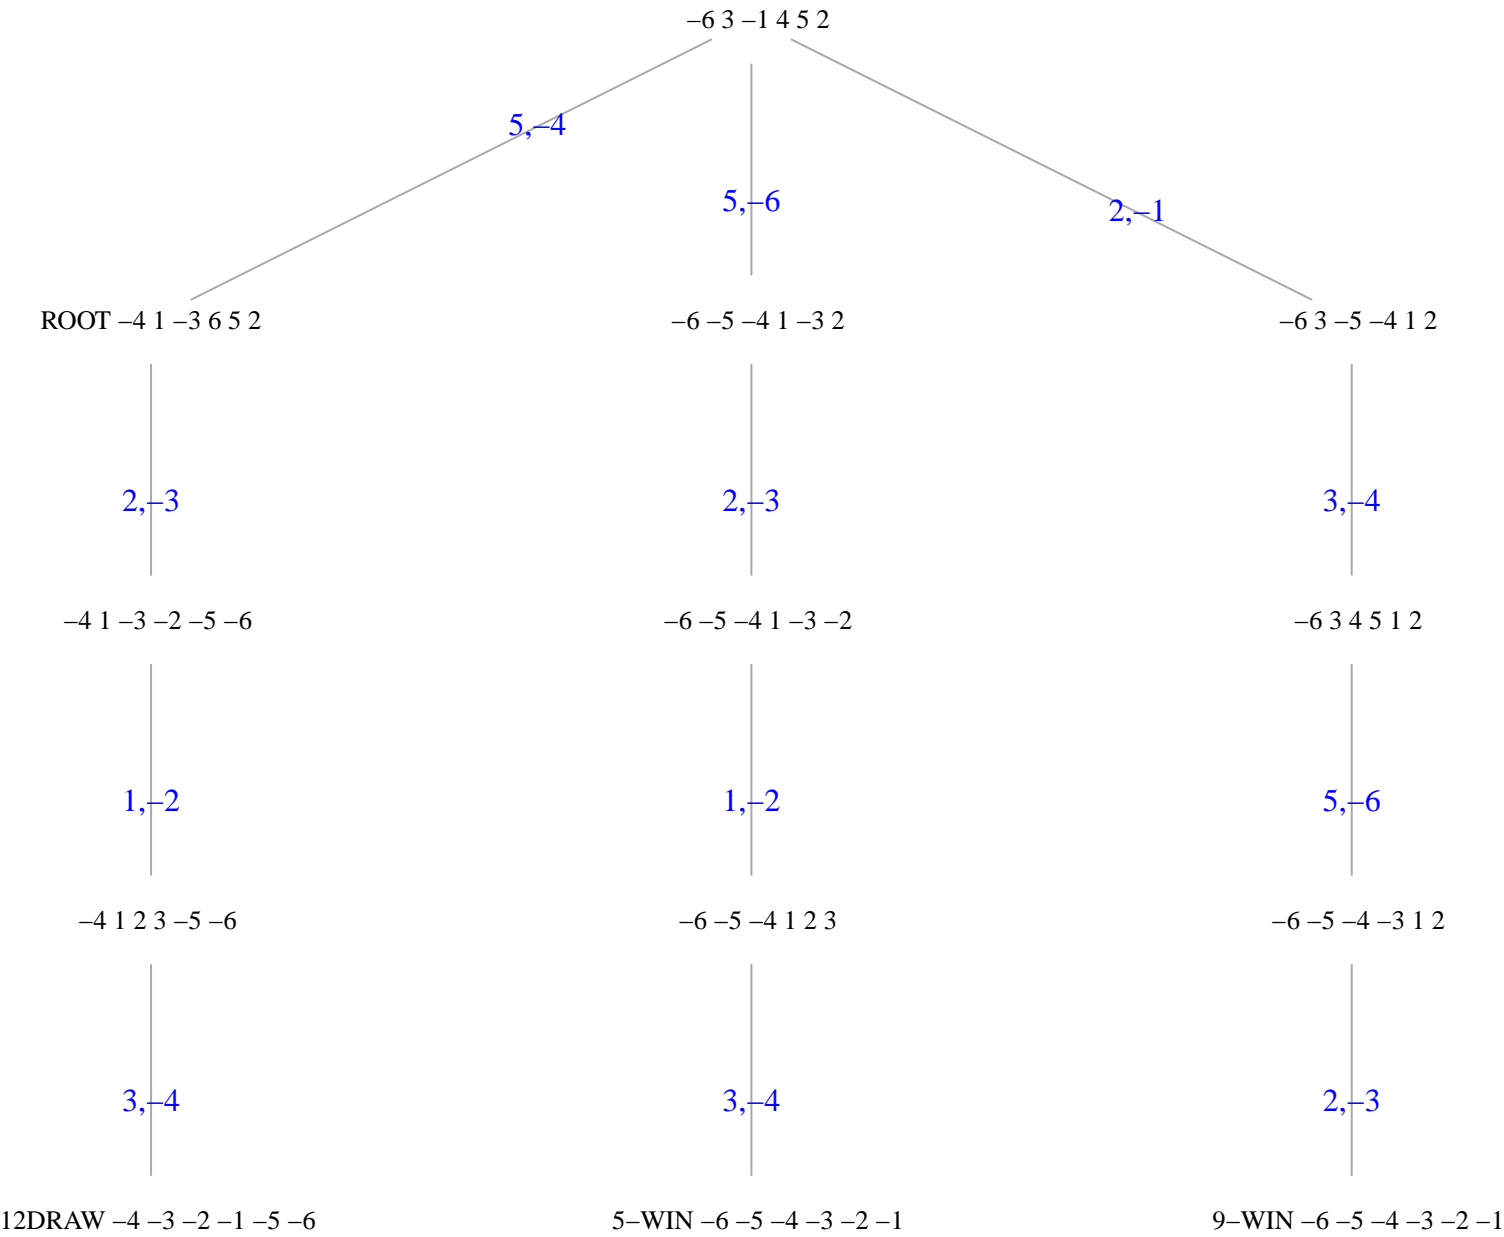 –6 3 –1 4 5 2
5,–4
5,–6
2,–1
ROOT –4 1 –3 6 5 2
–6 –5 –4 1 –3 2
–6 3 –5 –4 1 2
2,–3
2,–3
3,–4
–4 1 –3 –2 –5 –6
–6 –5 –4 1 –3 –2
–6 3 4 5 1 2
1,–2
1,–2
5,–6
–4 1 2 3 –5 –6
–6 –5 –4 1 2 3
–6 –5 –4 –3 1 2
3,–4
3,–4
2,–3
12DRAW –4 –3 –2 –1 –5 –6
5–WIN –6 –5 –4 –3 –2 –1
9–WIN –6 –5 –4 –3 –2 –1